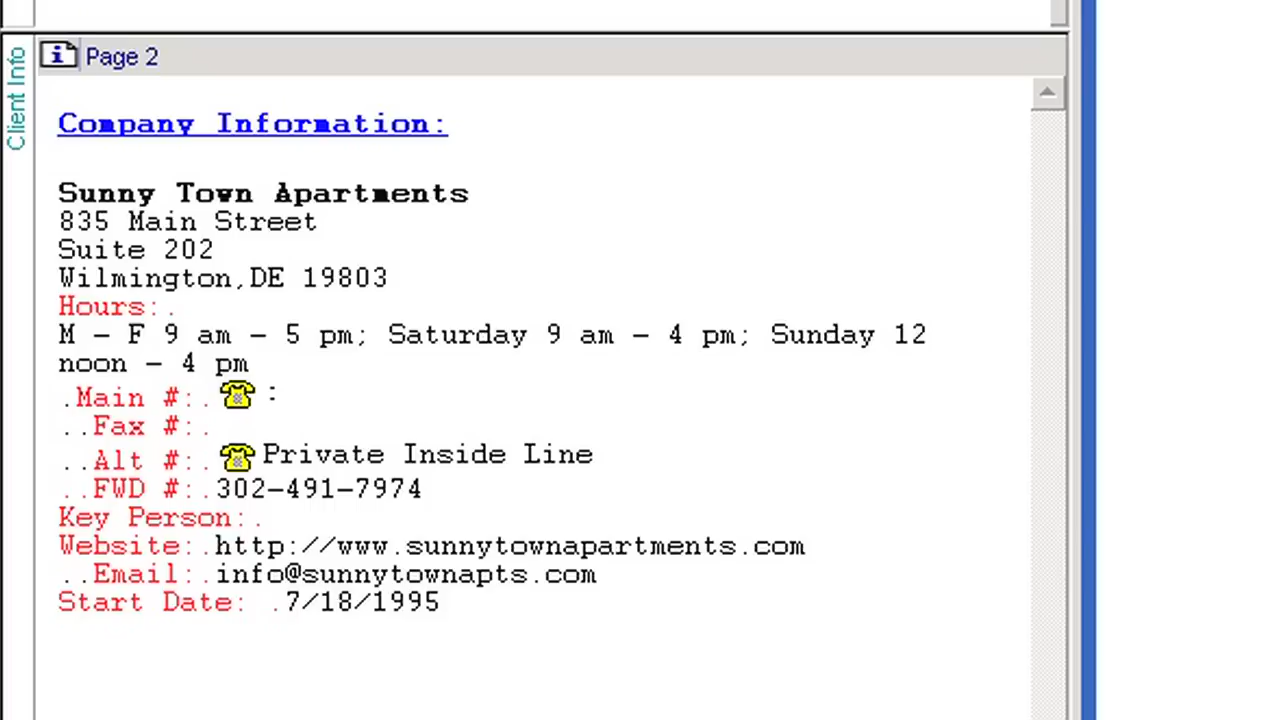 Client Info
Page 2
Company Information:
Sunny Town Apartments
835 Main Street
Suite 202
Wilmington,DE 19803
Hours:.
M - F 9 am - 5 pm; Saturday 9 am - 4 pm; Sunday 12
noon - 4 pm
.Main #:. :
..Fax #:.
..Alt #:. Private Inside Line
..FWD #:.302-491-7974
Key Person:.
Website:.http://www.sunnytownapartments.com
..Email:.info@sunnytownapts.com
Start Date: .7/18/1995